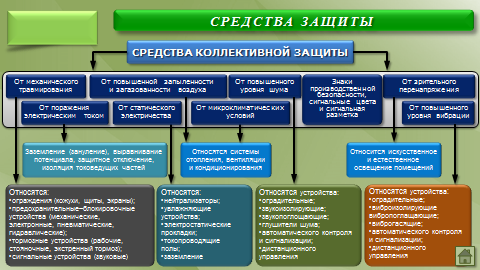 СРЕДСТВА ЗАЩИТЫ
СРЕДСТВА КОЛЛЕКТИВНОЙ ЗАЩИТЫ
От механического
травмирования
От повышенной запыленности
и загазованности воздуха
От повышенного
уровня шума
Знаки
производственной
безопасности,
сигнальные цвета
и сигнальная
разметка
От зрительного
перенапряжения
От поражения
электрическим током
От статического
электричества
От микроклиматических
условий
От повышенного
уровня вибрации
Заземление (зануление), выравнивание
потенциала, защитное отключение,
изоляция токоведущих частей
Относятся системы
отопления, вентиляции
и кондиционирования
Относится искусственное
и естественное
освещение помещений
Относятся:
•ограждения (кожухи, щиты, экраны);
•предохранительные–блокировочные
устройства (механические,
электронные, пневматические,
гидравлические);
•тормозные устройства (рабочие,
стояночные, экстренный тормоз);
•сигнальные устройства (звуковые)
Относятся:
•нейтрализаторы;
•увлажняющие
устройства;
•электростатические
прокладки;
•токопроводящие
полы;
•заземление
Относятся устройства:
•оградительные;
•звукоизолирующие;
•звукопоглощающие;
•глушители шума;
•автоматического контроля
и сигнализации;
•дистанционного
управления
Относятся устройства:
•оградительные;
•виброизолирующие
вибропоглощающие;
•виброгасящие;
•автоматического контроля
и сигнализации;
•дистанционного
управления